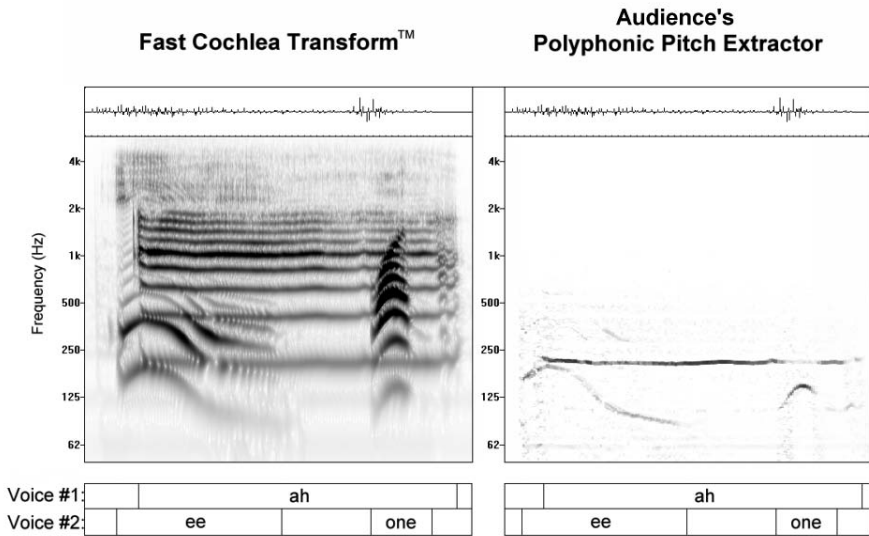 Fast Cochlea Transform™
Audience's
Polyphonic Pitch Extractor
Frequency (Hz)
4k
2k
1k
500
250
125
62
4k
2k
1k
500
250
125
62
Voice #1: ah
Voice #2: ee one
ah
ee one